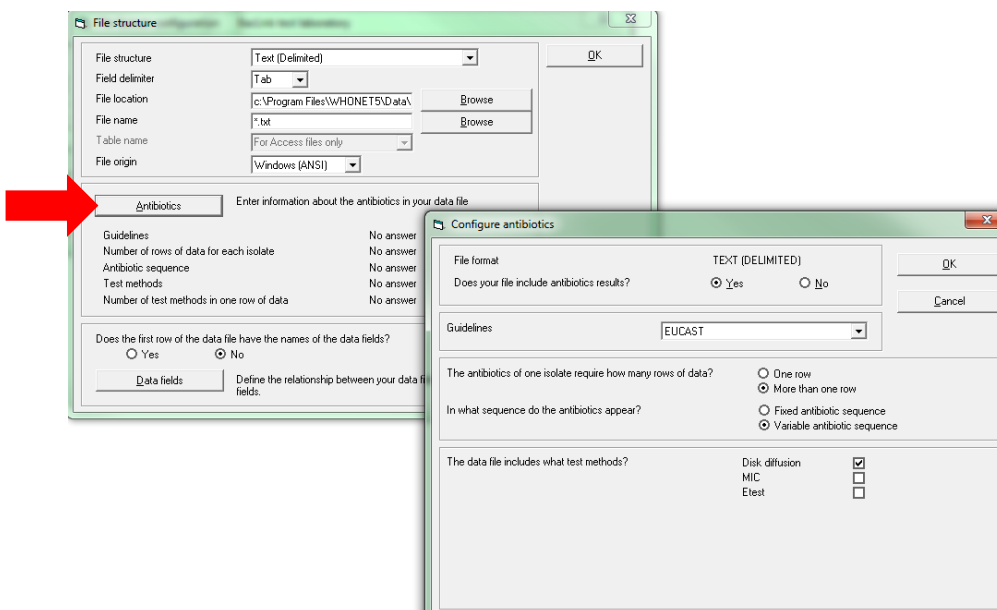 File structure
File structure Text (Delimited) OK
Field delimiter Tab
File location c:\Program Files\WHONET5\Data\ Browse
File name *.txt Browse
Table name For Access files only
File origin Windows (ANSI)
Antibiotics Enter information about the antibiotics in your data file
Guidelines No answer
Number of rows of data for each isolate No answer
Antibiotic sequence No answer
Test methods No answer
Number of test methods in one row of data No answer
Does the first row of the data file have the names of the data fields?
Yes No
Data fields Define the relationship between your data
fields.
Configure antibiotics
File format TEXT (DELIMITED) OK
Does your file include antibiotics results? Yes No
Cancel
Guidelines EUCAST
The antibiotics of one isolate require how many rows of data? One row
More than one row
In what sequence do the antibiotics appear? Fixed antibiotic sequence
Variable antibiotic sequence
The data file includes what test methods? Disk diffusion
MIC
Etest